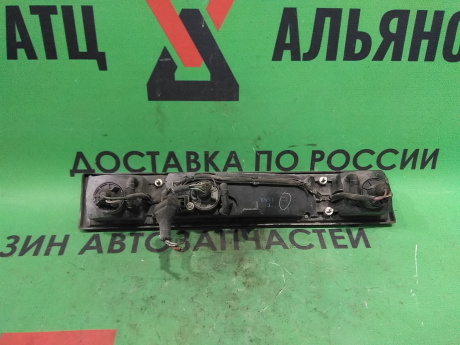 АТЦ АЛЬЯНС
ДОСТАВКА ПО РОССИИ
ЗИН АВТОЗАПЧАСТЕЙ